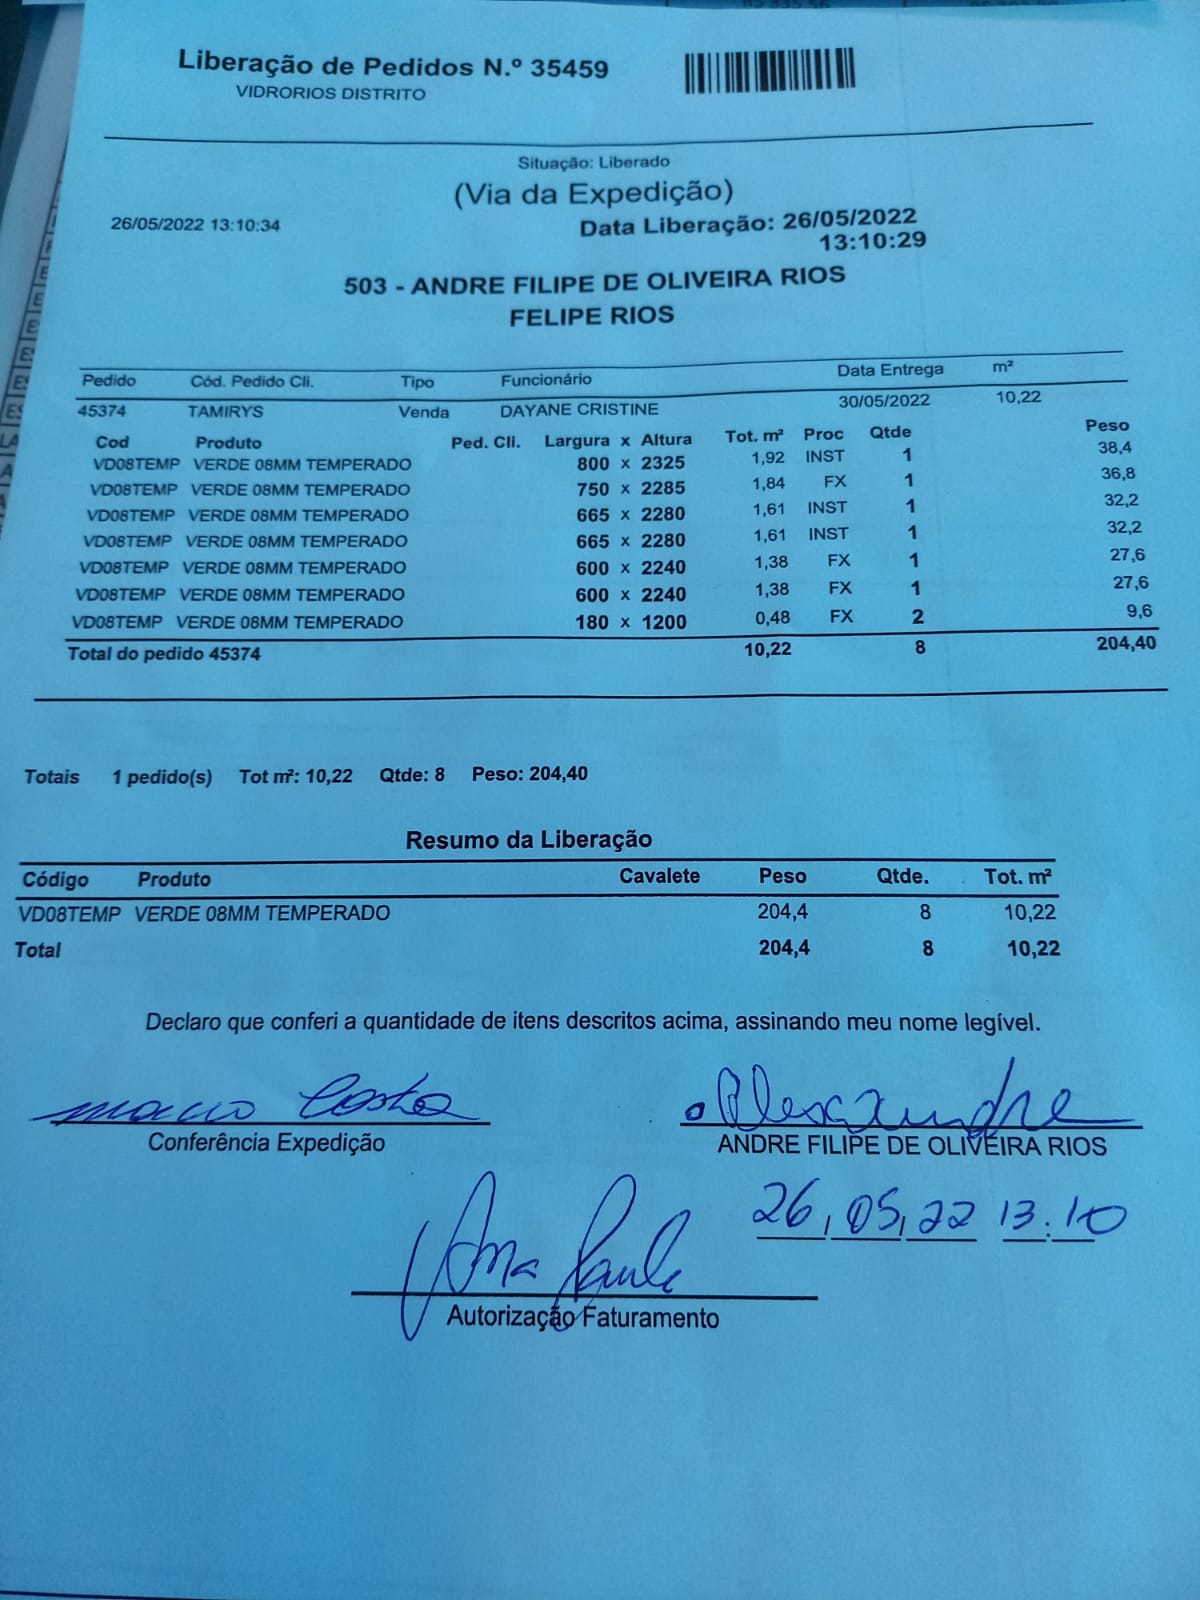 Liberação de Pedidos N.º 35459
VIDRORIOS DISTRITO
Situação: Liberado
(Via da Expedição)
26/05/2022 13:10:34 Data Liberação: 26/05/2022
13:10:29
503 - ANDRE FILIPE DE OLIVEIRA RIOS
FELIPE RIOS
Pedido Cód. Pedido Cli. Tipo Funcionário Data Entrega m²
45374 TAMIRYS Venda DAYANE CRISTINE 30/05/2022 10,22
Cod Produto Ped. Cli. Largura x Altura Tot. m² Proc Qtde Peso
VD08TEMP VERDE 08MM TEMPERADO 800 x 2325 1,92 INST 1 38,4
VD08TEMP VERDE 08MM TEMPERADO 750 x 2285 1,84 FX 1 36,8
VD08TEMP VERDE 08MM TEMPERADO 665 x 2280 1,61 INST 1 32,2
VD08TEMP VERDE 08MM TEMPERADO 665 x 2280 1,61 INST 1 32,2
VD08TEMP VERDE 08MM TEMPERADO 600 x 2240 1,38 FX 1 27,6
VD08TEMP VERDE 08MM TEMPERADO 600 x 2240 1,38 FX 1 27,6
VD08TEMP VERDE 08MM TEMPERADO 180 x 1200 0,48 FX 2 9,6
Total do pedido 45374 10,22 8 204,40
Totais 1 pedido(s) Tot m²: 10,22 Qtde: 8 Peso: 204,40
Resumo da Liberação
Código Produto Cavalete Peso Qtde. Tot. m²
VD08TEMP VERDE 08MM TEMPERADO 204,4 8 10,22
Total 204,4 8 10,22
Declaro que conferi a quantidade de itens descritos acima, assinando meu nome legível.
Costa Alexandre
Conferência Expedição ANDRE FILIPE DE OLIVEIRA RIOS
26, 05, 22 13:10
Ana Paula
Autorização Faturamento